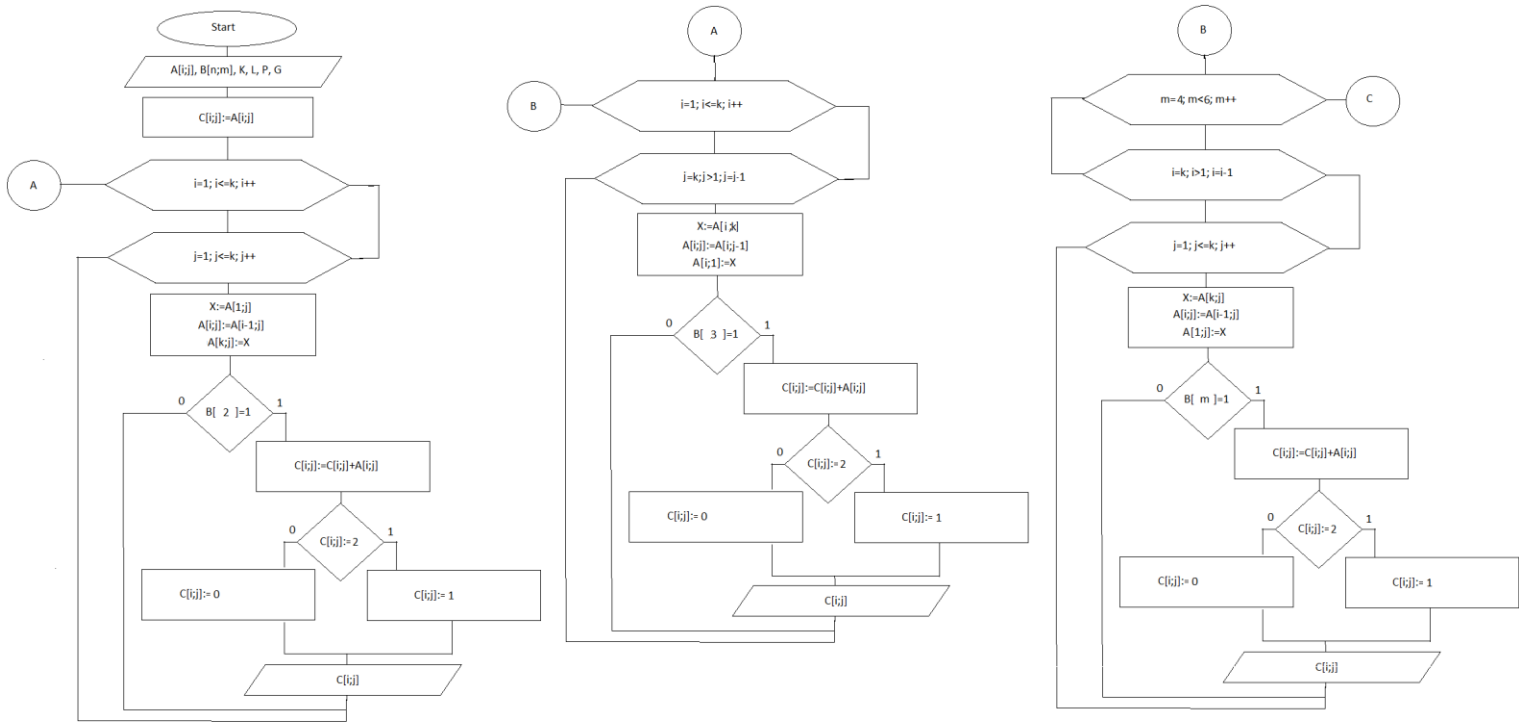 Start
A[i;j], B[n;m], K, L, P, G
C[i;j]:=A[i;j]
A
i=1; i<=k; i++
j=1; j<=k; j++
X:=A[1;j]
A[i;j]:=A[i-1;j]
A[k;j]:=X
0
1
B[ 2 ]=1
C[i;j]:=C[i;j]+A[i;j]
0
1
C[i;j]:=2
C[i;j]:= 0
C[i;j]:= 1
C[i;j]
A
B
i=1; i<=k; i++
j=k; j>1; j=j-1
X:=A[i;k]
A[i;j]:=A[i;j-1]
A[i;1]:=X
0
1
B[ 3 ]=1
C[i;j]:=C[i;j]+A[i;j]
0
1
C[i;j]:=2
C[i;j]:= 0
C[i;j]:= 1
C[i;j]
B
m=4; m<6; m++
C
i=k; i>1; i=i-1
j=1; j<=k; j++
X:=A[k;j]
A[i;j]:=A[i-1;j]
A[1;j]:=X
0
1
B[ m ]=1
C[i;j]:=C[i;j]+A[i;j]
0
1
C[i;j]:=2
C[i;j]:= 0
C[i;j]:= 1
C[i;j]